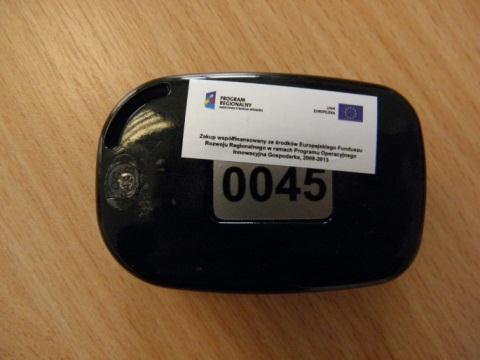 PROGRAM
REGIONALNY
UNIA
EUROPEJSKA
Zakup współfinansowany ze środków Europejskiego Funduszu
Rozwoju Regionalnego w ramach Programu Operacyjnego
Innowacyjna Gospodarka, 2008-2013
0045